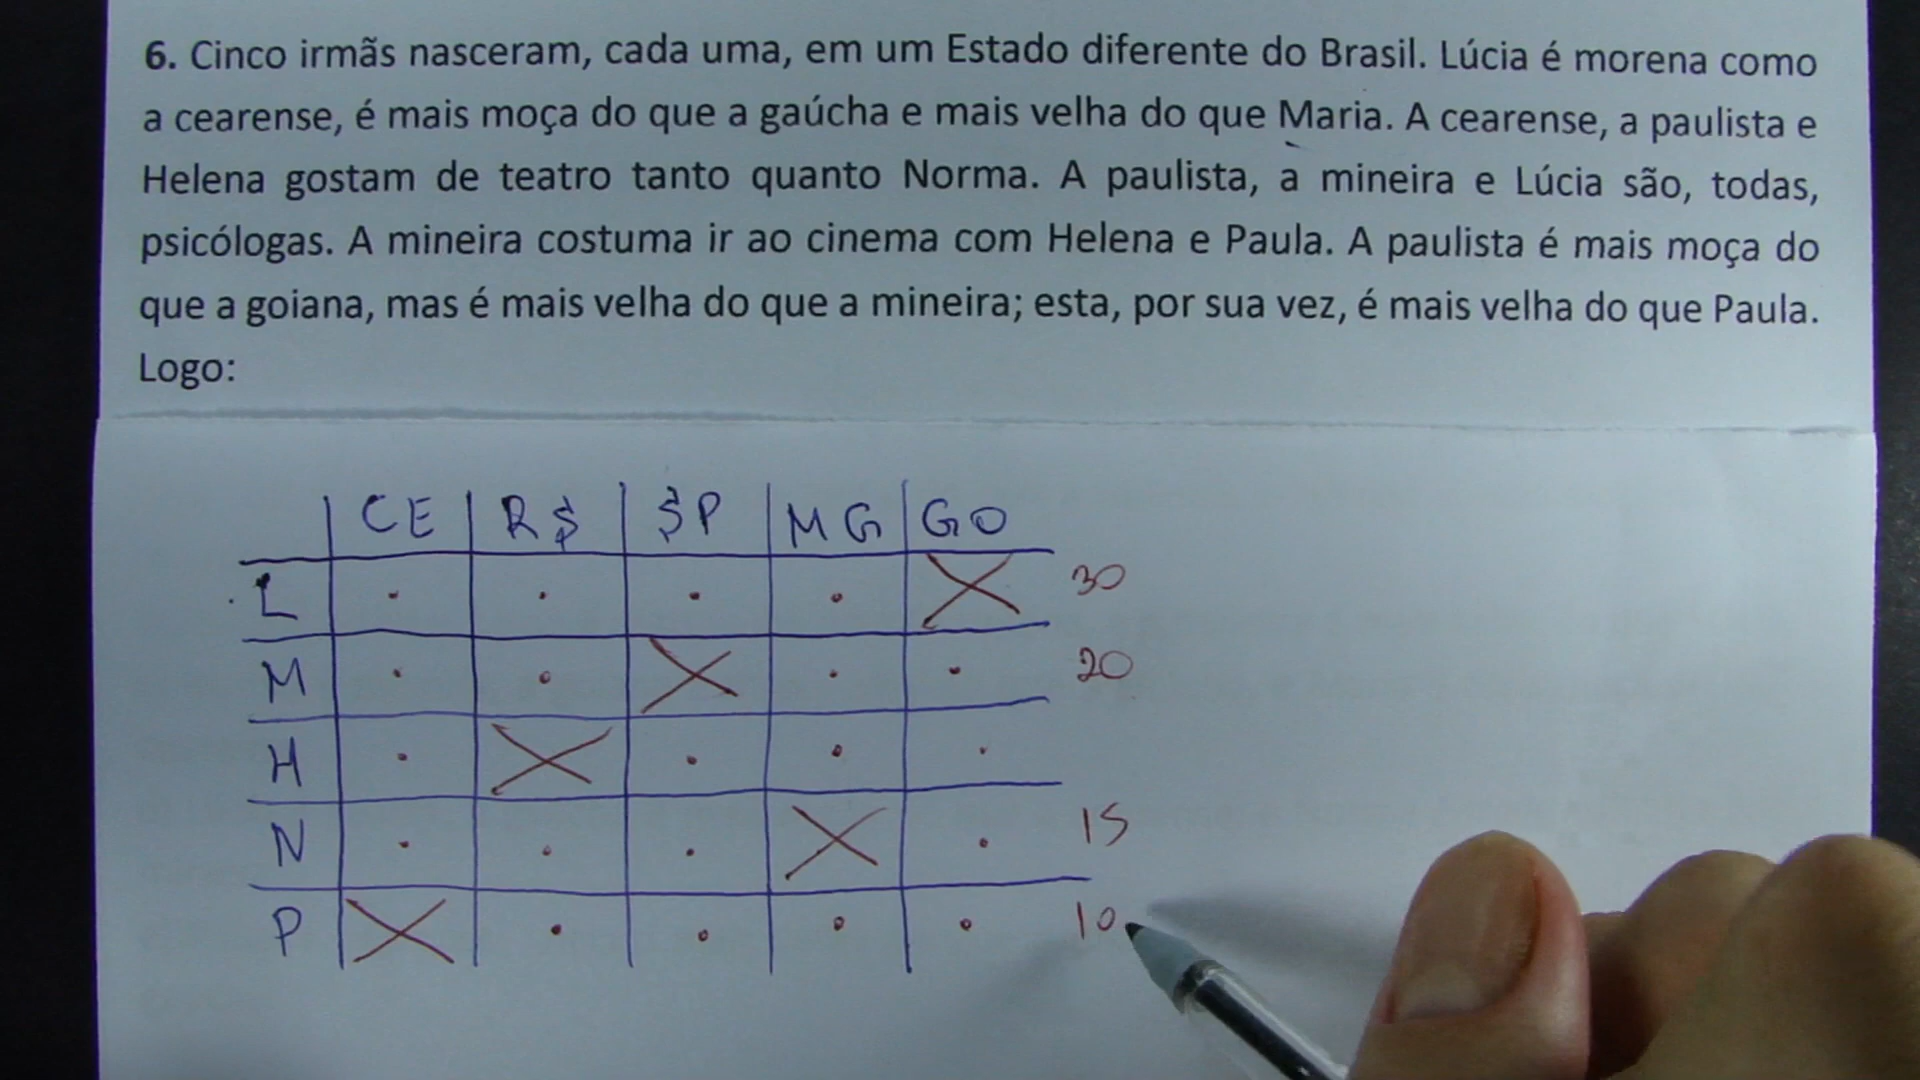 6. Cinco irmãs nasceram, cada uma, em um Estado diferente do Brasil. Lúcia é morena como
a cearense, é mais moça do que a gaúcha e mais velha do que Maria. A cearense, a paulista e
Helena gostam de teatro tanto quanto Norma. A paulista, a mineira e Lúcia são, todas,
psicólogas. A mineira costuma ir ao cinema com Helena e Paula. A paulista é mais moça do
que a goiana, mas é mais velha do que a mineira; esta, por sua vez, é mais velha do que Paula.
Logo:
CE R$ SP MG GO
L 30
M 20
H
N 15
P 10